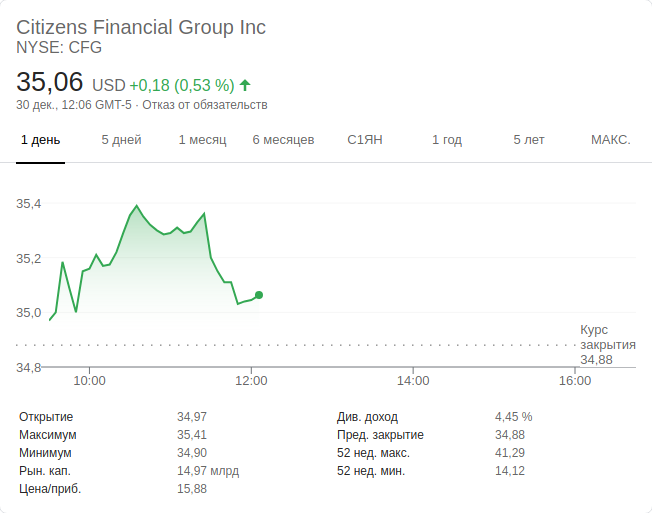 Citizens Financial Group Inc
NYSE: CFG
35,06 USD +0,18 (0,53 %)
30 дек., 12:06 GMT-5 · Отказ от обязательств
1 день 5 дней 1 месяц 6 месяцев С1ЯН 1 год 5 лет МАКС.
35,4
35,2
35,0
34,8
Курс
закрытия
34,88
10:00 12:00 14:00 16:00
Открытие 34,97 Див. доход 4,45 %
Максимум 35,41 Пред. закрытие 34,88
Минимум 34,90 52 нед. макс. 41,29
Рын. кап. 14,97 млрд 52 нед. мин. 14,12
Цена/приб. 15,88